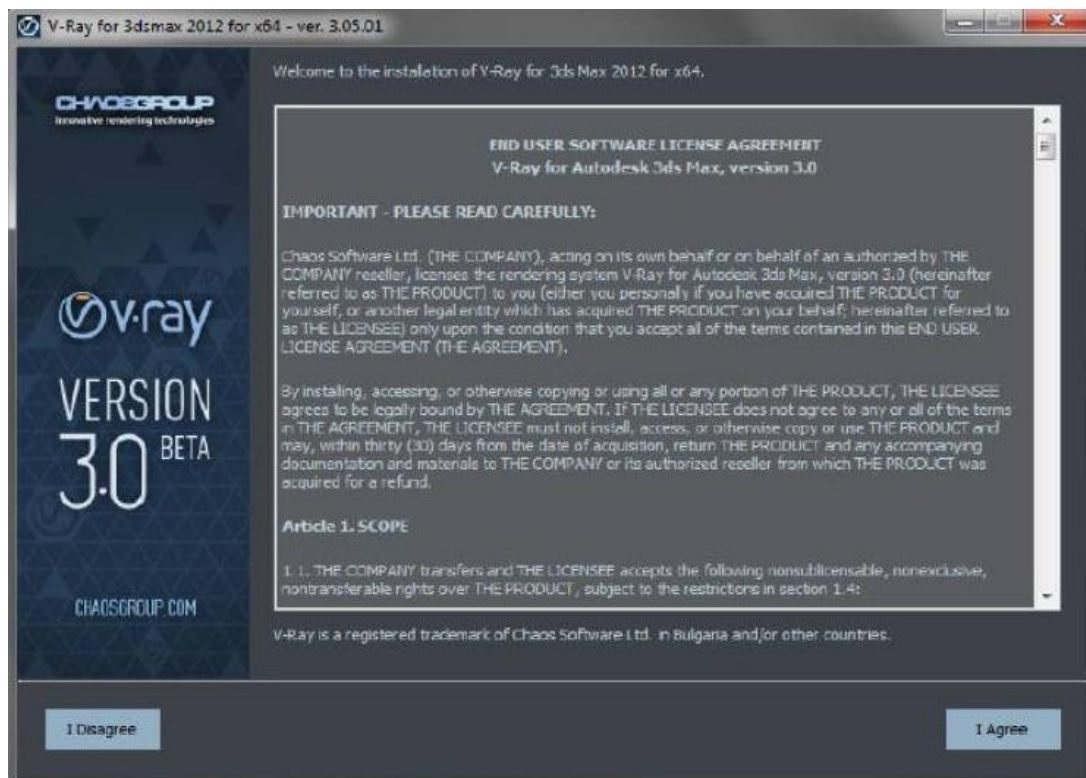 V-Ray for 3dsmax 2012 for x64 - ver. 3.05.01
CHAOSGROUP
Innovative rendering technologies
v·ray
VERSION
3.0 BETA
CHAOSGROUP.COM
Welcome to the installation of V-Ray for 3ds Max 2012 for x64.
END USER SOFTWARE LICENSE AGREEMENT
V-Ray for Autodesk 3ds Max, version 3.0
IMPORTANT - PLEASE READ CAREFULLY:
Chaos Software Ltd. (THE COMPANY), acting on its own behalf or on behalf of an authorized by THE
COMPANY reseller, licenses the rendering system V-Ray for Autodesk 3ds Max, version 3.0 (hereinafter
referred to as THE PRODUCT) to you (either you personally if you have acquired THE PRODUCT for
yourself, or another legal entity which has acquired THE PRODUCT on your behalf; hereinafter referred to
as THE LICENSEE) only upon the condition that you accept all of the terms contained in this END USER
LICENSE AGREEMENT (THE AGREEMENT).
By installing, accessing, or otherwise copying or using all or any portion of THE PRODUCT, THE LICENSEE
agrees to be legally bound by THE AGREEMENT. If THE LICENSEE does not agree to any or all of the terms
in THE AGREEMENT, THE LICENSEE must not install, access, or otherwise copy or use THE PRODUCT and
may, within thirty (30) days from the date of acquisition, return THE PRODUCT and any accompanying
documentation and materials to THE COMPANY or its authorized reseller from which THE PRODUCT was
acquired for a refund.
Article 1. SCOPE
1.1. THE COMPANY transfers and THE LICENSEE accepts the following nonsublicensable, nonexclusive,
nontransferable rights over THE PRODUCT, subject to the restrictions in section 1.4:
V-Ray is a registered trademark of Chaos Software Ltd. in Bulgaria and/or other countries.
I Disagree
I Agree